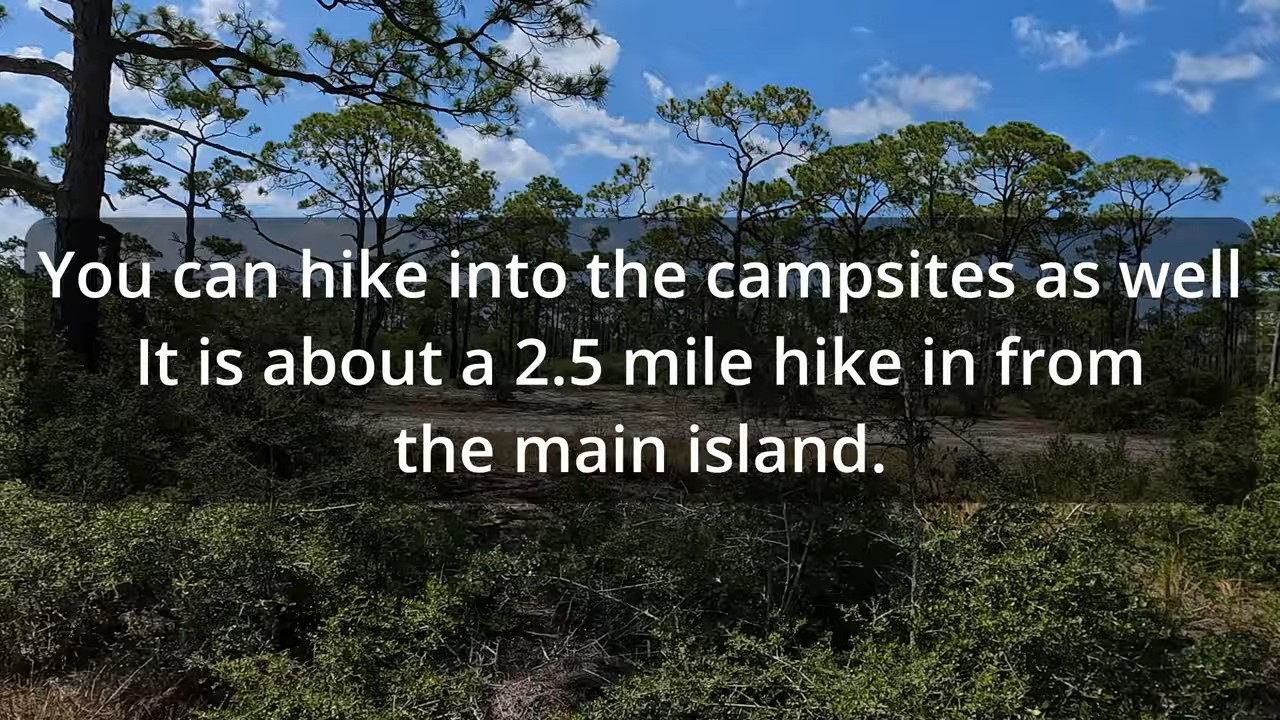 You can hike into the campsites as well
It is about a 2.5 mile hike in from
the main island.